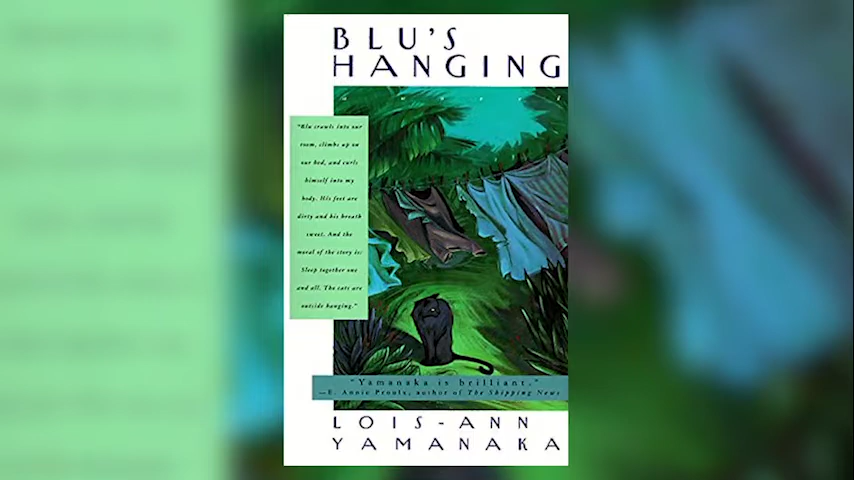 BLU'S
HANGING
a novel
"Blu crawls into our
room, climbs up on
our bed, and curls
himself into my
body. His feet are
dirty and his breath
sweet. And the
moral of the story is:
Sleep together one
and all. The cats are
outside hanging."
"Yamanaka is brilliant."
—E. Annie Proulx, author of The Shipping News
LOIS-ANN
YAMANAKA